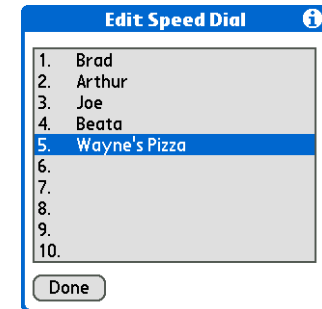 Edit Speed Dial i
1. Brad
2. Arthur
3. Joe
4. Beata
5. Wayne's Pizza
6.
7.
8.
9.
10.
Done